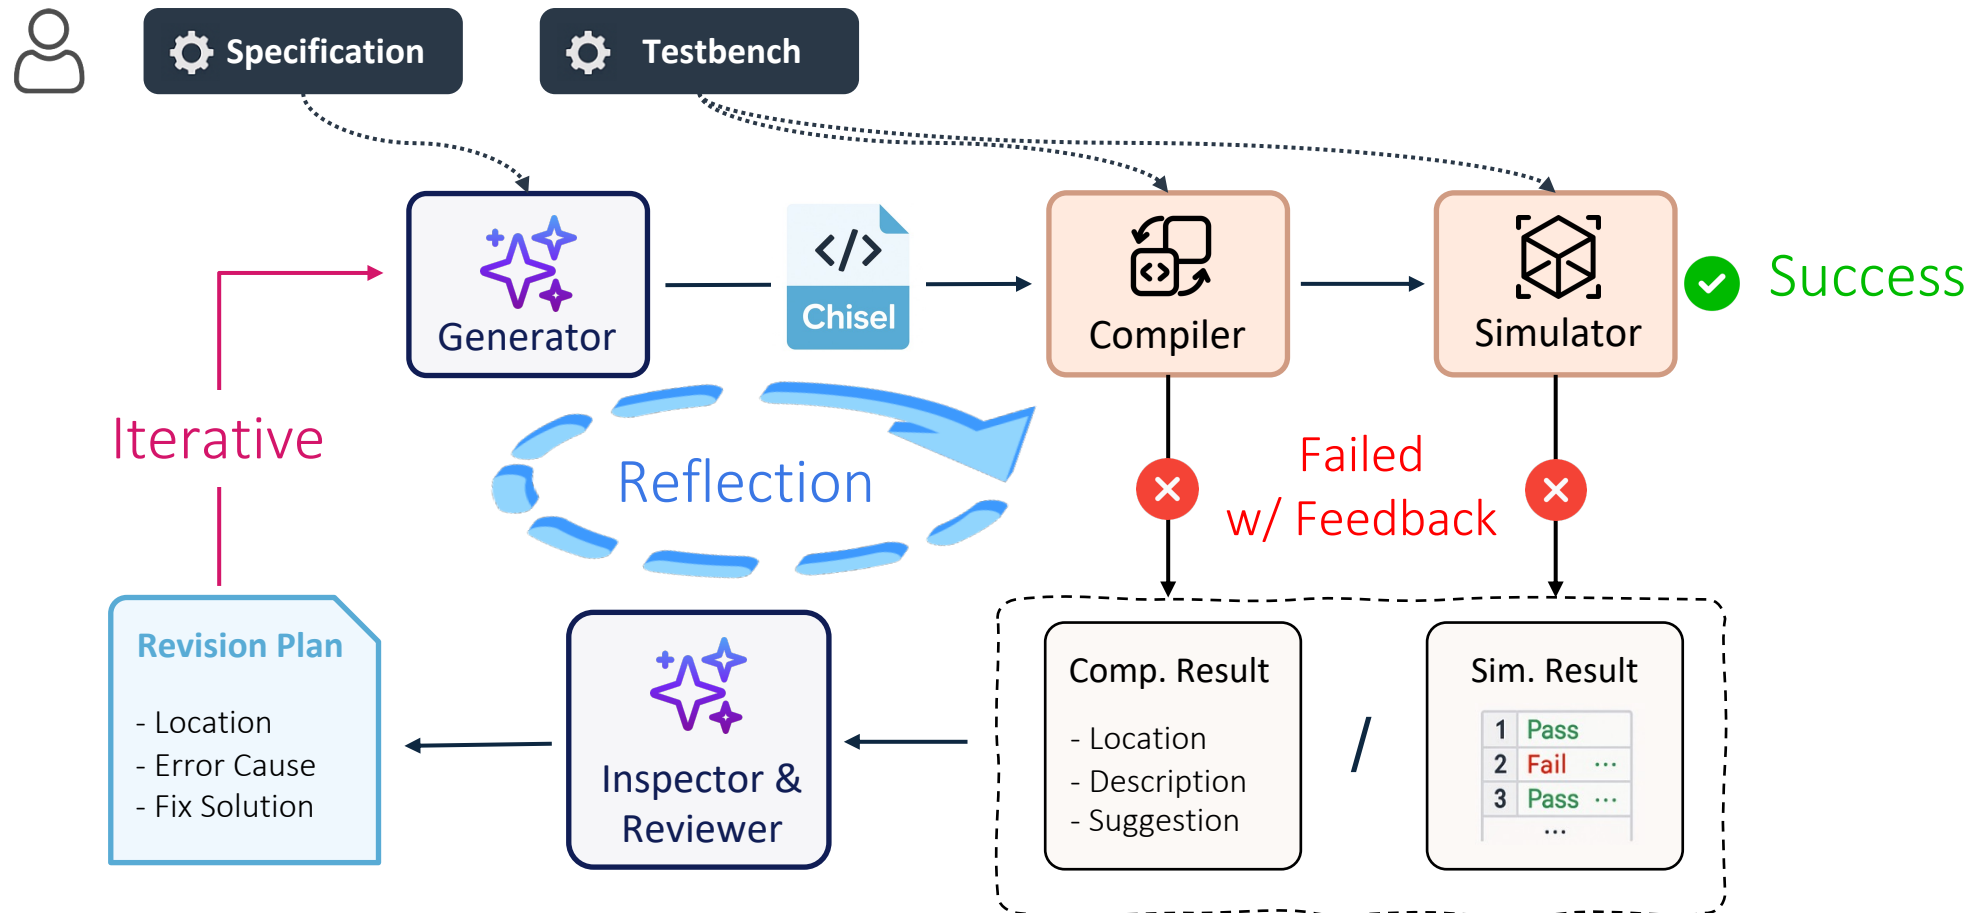 Specification
Testbench
Generator
</>
Chisel
Compiler
<>
Simulator
Success
Iterative
Reflection
Failed
w/ Feedback
Revision Plan
- Location
- Error Cause
- Fix Solution
Inspector &
Reviewer
Comp. Result
- Location
- Description
- Suggestion
/
Sim. Result
1 Pass
2 Fail ...
3 Pass ...
...